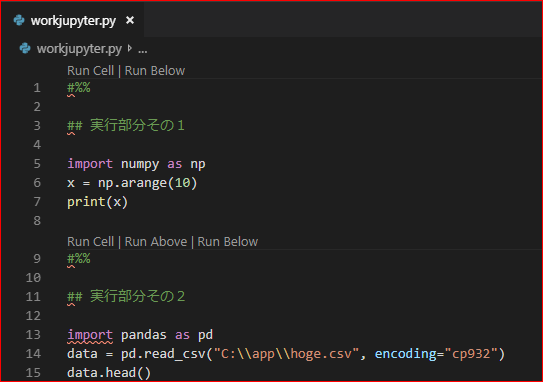 workjupyter.py ×
workjupyter.py > ...
Run Cell | Run Below
1 #%%
2
3 ## 実行部分その１
4
5 import numpy as np
6 x = np.arange(10)
7 print(x)
8
Run Cell | Run Above | Run Below
9 #%%
10
11 ## 実行部分その２
12
13 import pandas as pd
14 data = pd.read_csv("C:\\app\\hoge.csv", encoding="cp932")
15 data.head()